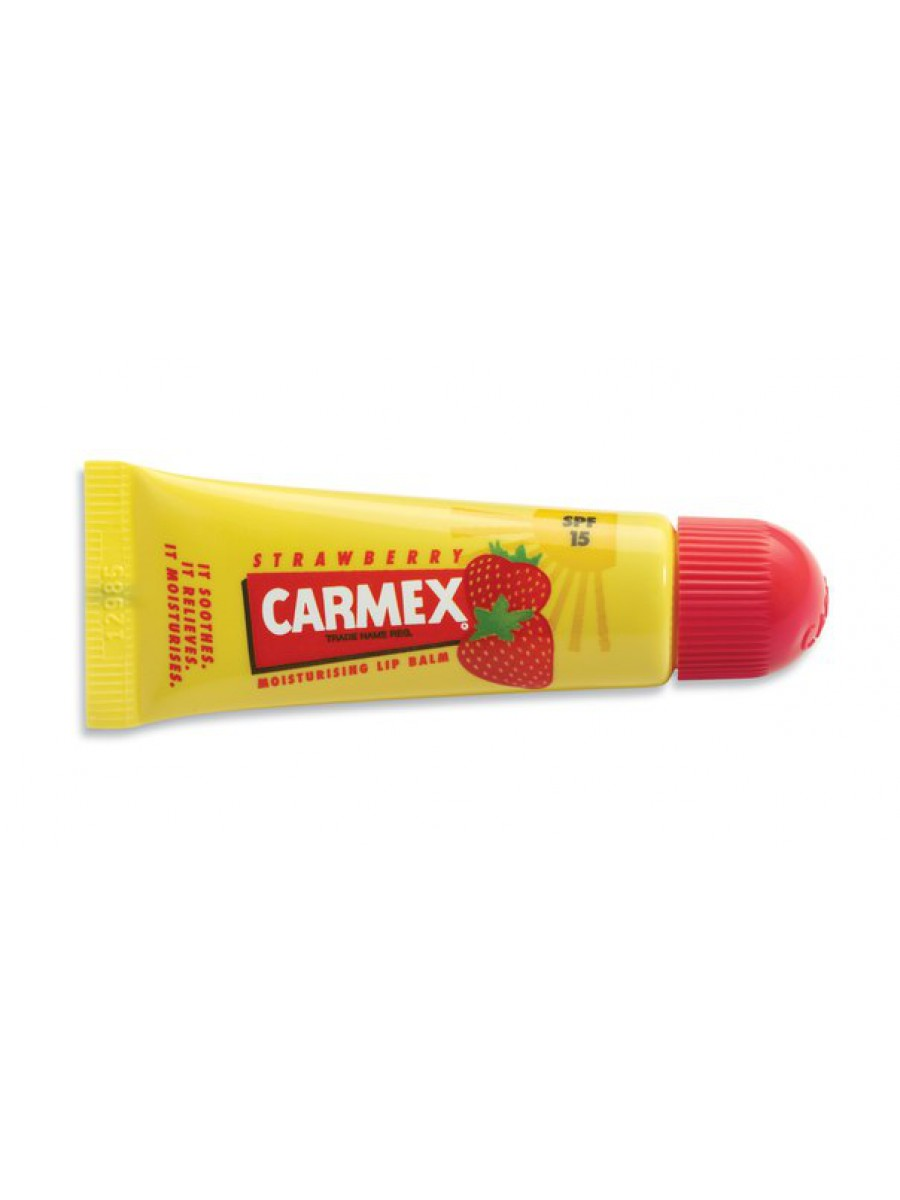 STRAWBERRY
CARMEX
TRADE NAME REG.
MOISTURISING LIP BALM
SPF
15
IT SOOTHES.
IT RELIEVES.
IT MOISTURISES.
12985